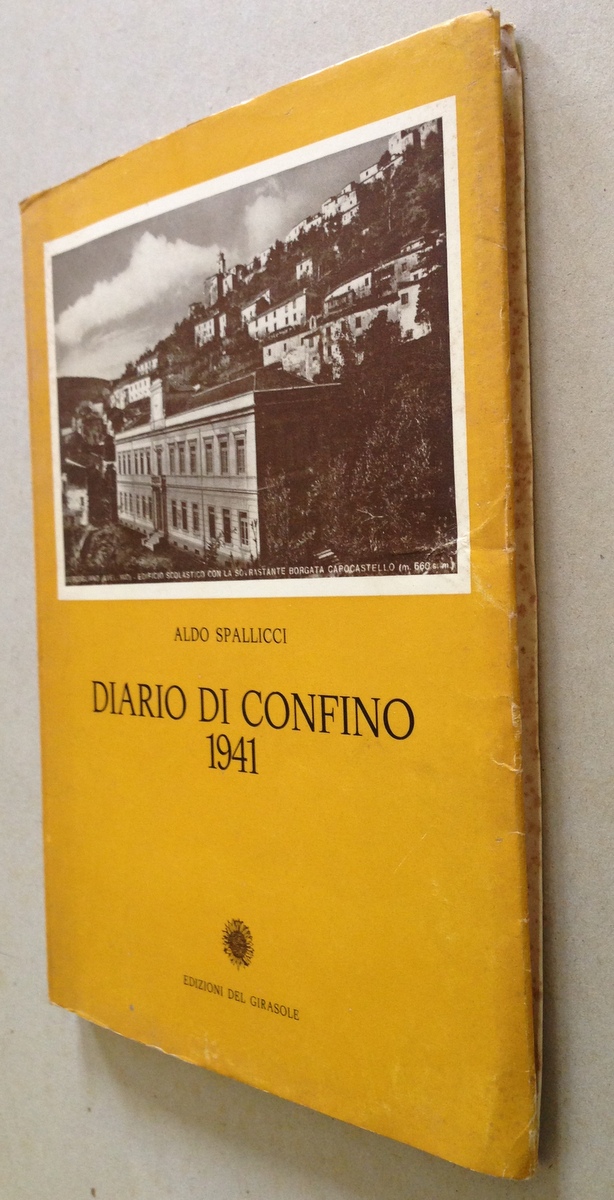 EDIFICIO SCOLASTICO CON LA SOVRASTANTE BORGATA CAPOCASTELLO (m. 660 s.m.)
ALDO SPALLICCI
DIARIO DI CONFINO
1941
EDIZIONI DEL GIRASOLE